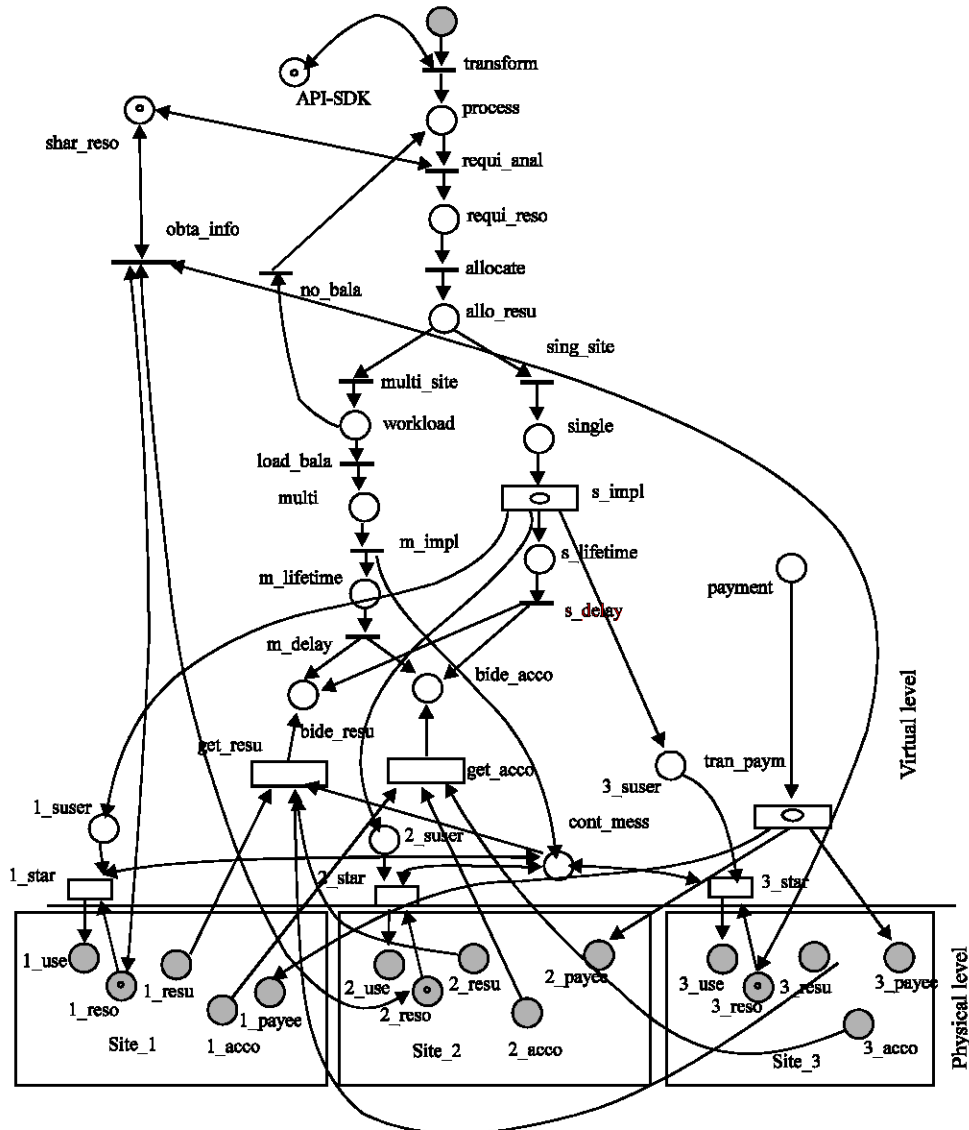 transform
API-SDK
process
shar_reso
requi_anal
requi_reso
obta_info
allocate
no_bala
allo_resu
sing_site
multi_site
workload
single
load_bala
multi
s_impl
m_impl
s_lifetime
m_lifetime
payment
s_delay
m_delay
bide_acco
bide_resu
get_resu
get_acco
tran_paym
3_suser
Virtual level
1_suser
cont_mess
2_suser
1_star
2_star
3_star
1_use
1_reso
1_resu
1_payee
1_acco
Site_1
2_use
2_resu
2_reso
2_payee
2_acco
Site_2
3_use
3_reso
3_resu
3_payee
3_acco
Site_3
Physical level